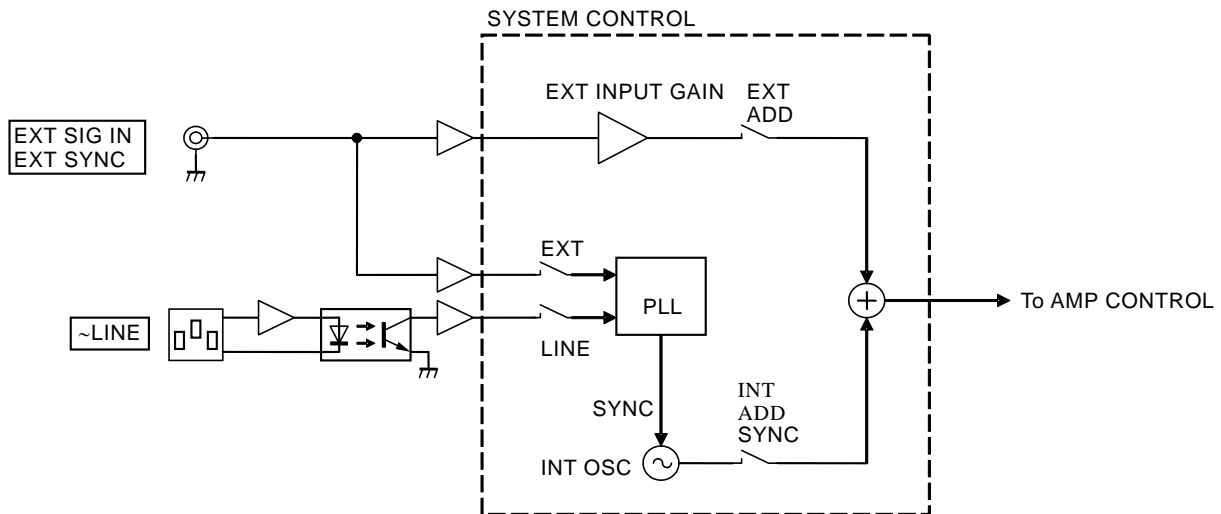 SYSTEM CONTROL
EXT INPUT GAIN
EXT
ADD
EXT SIG IN
EXT SYNC
EXT
PLL
To AMP CONTROL
~LINE
LINE
SYNC
INT
ADD
SYNC
INT OSC